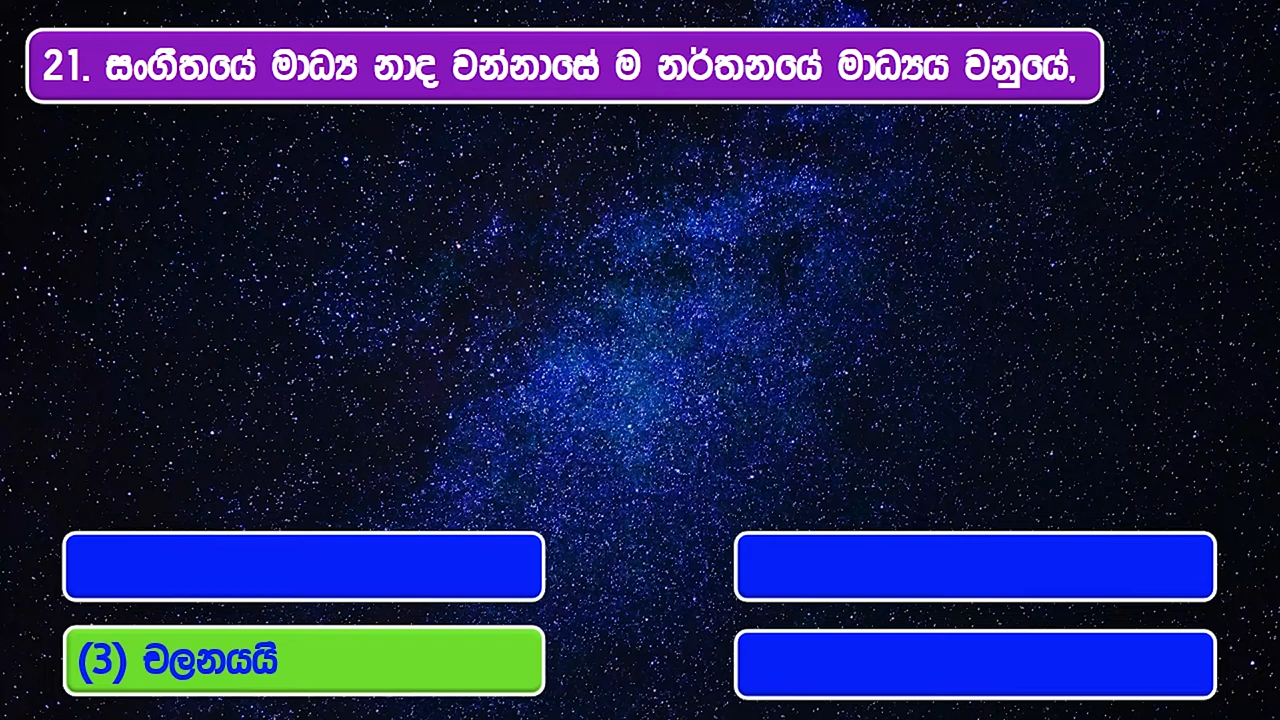 21. සංගීතයේ මාධ්‍ය නාද වන්නාසේ ම නර්තනයේ මාධ්‍යය වනුයේ,
(3) චලනයයි